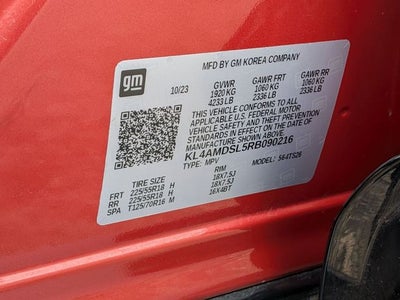 gm
MFD BY GM KOREA COMPANY
10/23 GVWR GAWR FRT GAWR RR
1920 KG 1060 KG 1060 KG
4233 LB 2336 LB 2336 LB
THIS VEHICLE CONFORMS TO ALL
APPLICABLE U.S. FEDERAL MOTOR
VEHICLE SAFETY AND THEFT PREVENTION
STANDARDS IN EFFECT ON THE DATE OF
MANUFACTURE SHOWN ABOVE.
KL4AMDSL5RB090216
TYPE: MPV MODEL: 564TS26
TIRE SIZE RIM
FRT 225/55R18 H 18X7.5J
RR 225/55R18 H 18X7.5J
SPA T125/70R16 M 16X4BT